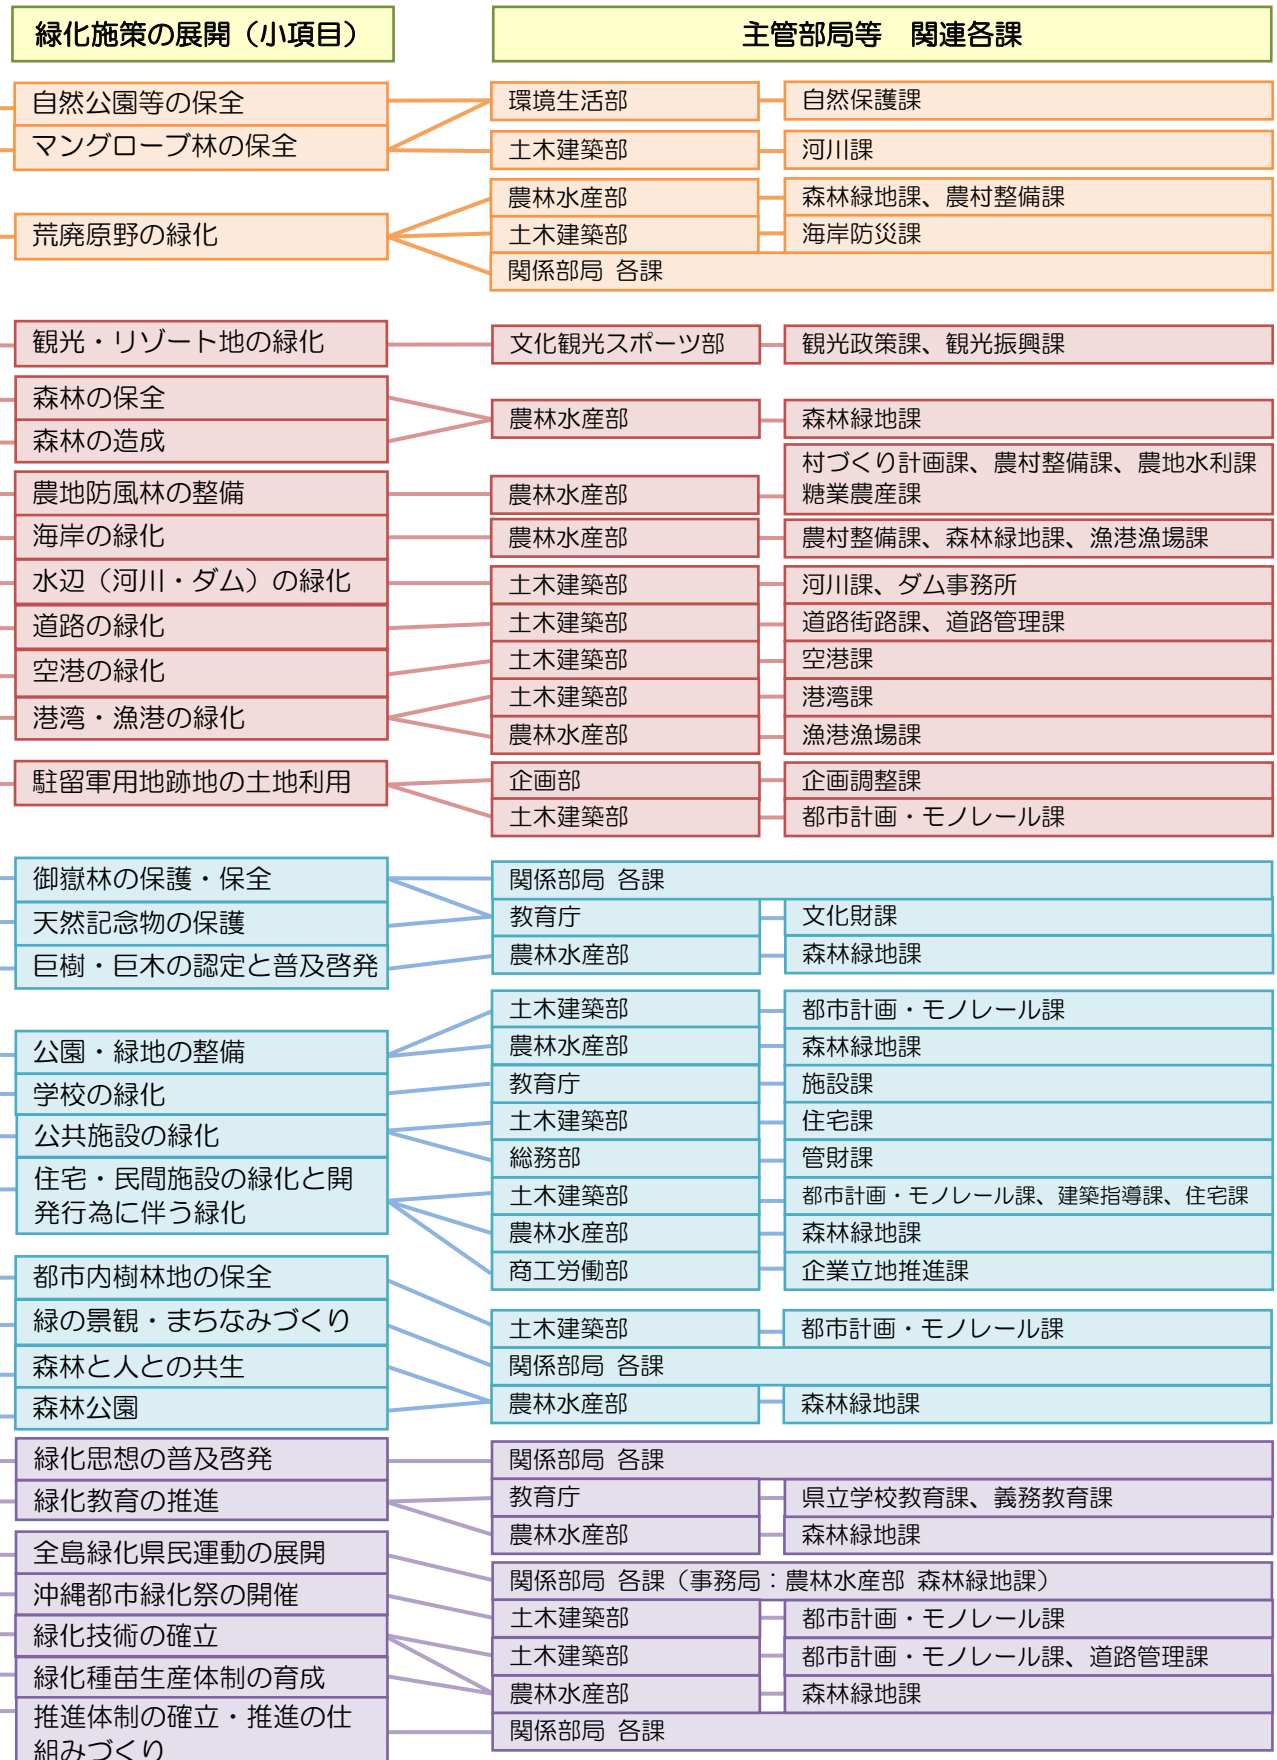 緑化施策の展開（小項目）
主管部局等　関連各課
自然公園等の保全
環境生活部
自然保護課
マングローブ林の保全
土木建築部
河川課
農林水産部
森林緑地課、農村整備課
荒廃原野の緑化
土木建築部
海岸防災課
関係部局 各課
観光・リゾート地の緑化
文化観光スポーツ部
観光政策課、観光振興課
森林の保全
農林水産部
森林緑地課
森林の造成
農地防風林の整備
農林水産部
村づくり計画課、農村整備課、農地水利課
糖業農産課
海岸の緑化
農林水産部
農村整備課、森林緑地課、漁港漁場課
水辺（河川・ダム）の緑化
土木建築部
河川課、ダム事務所
道路の緑化
土木建築部
道路街路課、道路管理課
空港の緑化
土木建築部
空港課
港湾・漁港の緑化
土木建築部
港湾課
農林水産部
漁港漁場課
駐留軍用地跡地の土地利用
企画部
企画調整課
土木建築部
都市計画・モノレール課
御嶽林の保護・保全
関係部局 各課
天然記念物の保護
教育庁
文化財課
巨樹・巨木の認定と普及啓発
農林水産部
森林緑地課
土木建築部
都市計画・モノレール課
公園・緑地の整備
農林水産部
森林緑地課
学校の緑化
教育庁
施設課
公共施設の緑化
土木建築部
住宅課
総務部
管財課
住宅・民間施設の緑化と開
発行為に伴う緑化
土木建築部
都市計画・モノレール課、建築指導課、住宅課
農林水産部
森林緑地課
商工労働部
企業立地推進課
都市内樹林地の保全
緑の景観・まちなみづくり
土木建築部
都市計画・モノレール課
森林と人との共生
関係部局 各課
森林公園
農林水産部
森林緑地課
緑化思想の普及啓発
関係部局 各課
緑化教育の推進
教育庁
県立学校教育課、義務教育課
農林水産部
森林緑地課
全島緑化県民運動の展開
関係部局 各課（事務局：農林水産部 森林緑地課）
沖縄都市緑化祭の開催
土木建築部
都市計画・モノレール課
緑化技術の確立
土木建築部
都市計画・モノレール課、道路管理課
緑化種苗生産体制の育成
農林水産部
森林緑地課
推進体制の確立・推進の仕
組みづくり
関係部局 各課